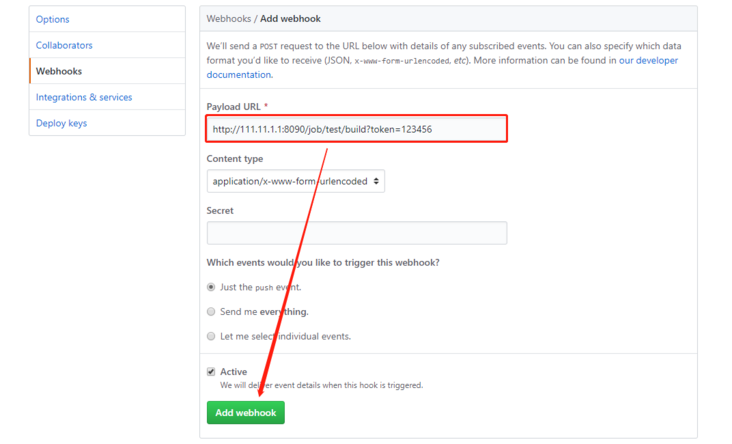 Options
Collaborators
Webhooks
Integrations & services
Deploy keys
Webhooks / Add webhook
We'll send a POST request to the URL below with details of any subscribed events. You can also specify which data
format you'd like to receive (JSON, x-www-form-urlencoded, etc). More information can be found in our developer
documentation.
Payload URL *
http://111.11.1.1:8090/job/test/build?token=123456
Content type
application/x-www-form-urlencoded
Secret
Which events would you like to trigger this webhook?
Just the push event.
Send me everything.
Let me select individual events.
Active
We will deliver event details when this hook is triggered.
Add webhook